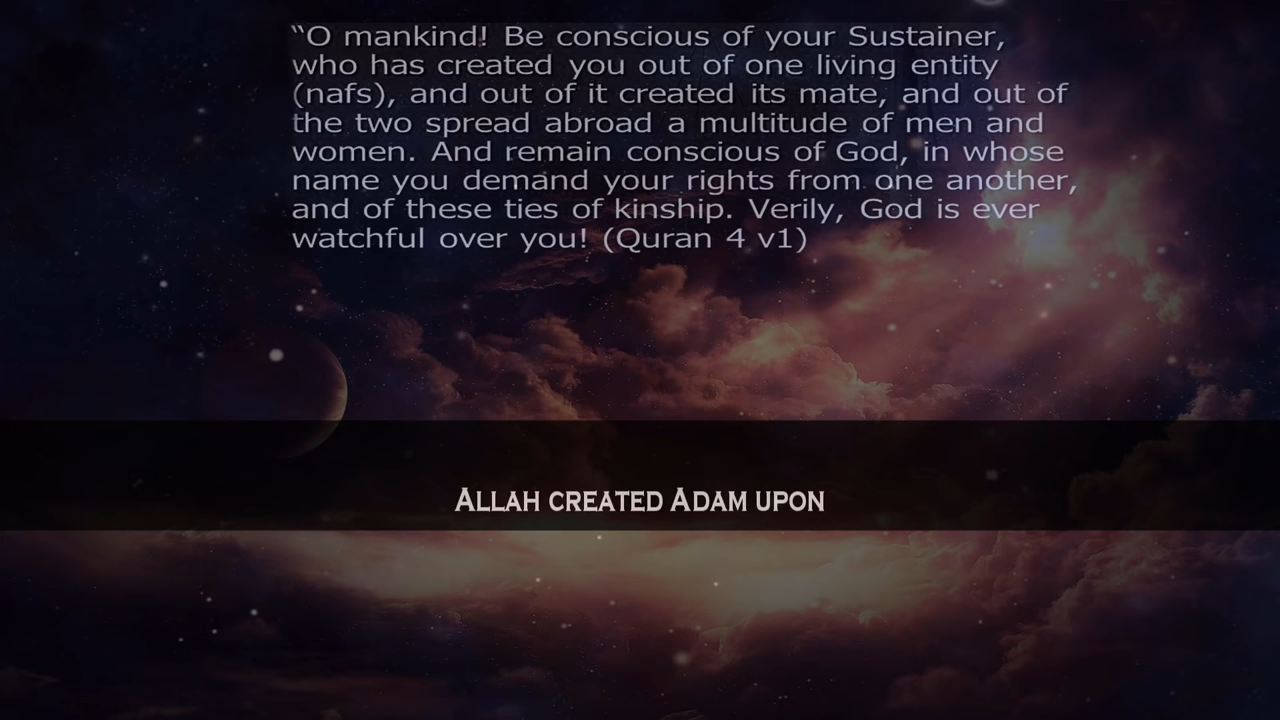 “O mankind! Be conscious of your Sustainer,
who has created you out of one living entity
(nafs), and out of it created its mate, and out of
the two spread abroad a multitude of men and
women. And remain conscious of God, in whose
name you demand your rights from one another,
and of these ties of kinship. Verily, God is ever
watchful over you! (Quran 4 v1)
Allah created Adam upon